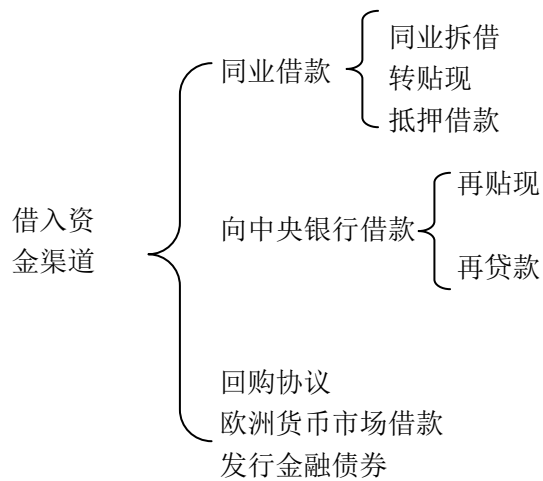 借入资
金渠道
同业借款
同业拆借
转贴现
抵押借款
向中央银行借款
再贴现
再贷款
回购协议
欧洲货币市场借款
发行金融债券